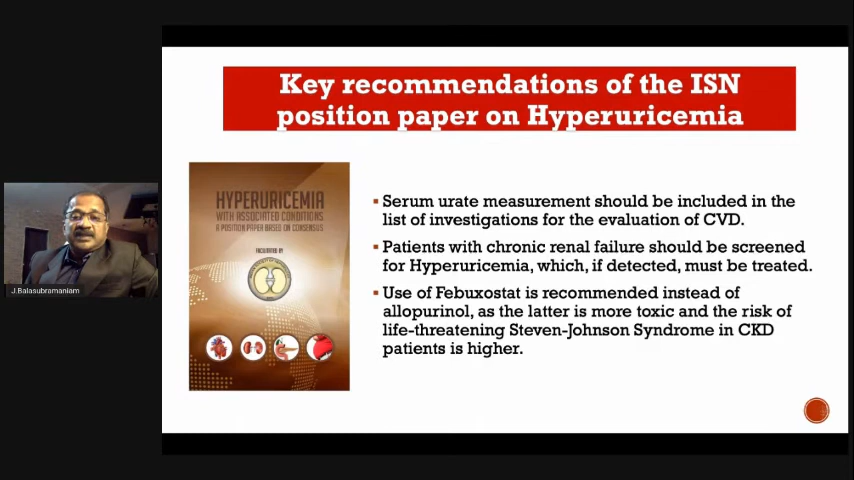 Key recommendations of the ISN
position paper on Hyperuricemia
HYPERURICEMIA
WITH ASSOCIATED CONDITIONS
A POSITION PAPER BASED ON CONSENSUS
FACILITATED BY
▪ Serum urate measurement should be included in the
list of investigations for the evaluation of CVD.
▪ Patients with chronic renal failure should be screened
for Hyperuricemia, which, if detected, must be treated.
▪ Use of Febuxostat is recommended instead of
allopurinol, as the latter is more toxic and the risk of
life-threatening Steven-Johnson Syndrome in CKD
patients is higher.
J.Balasubramaniam